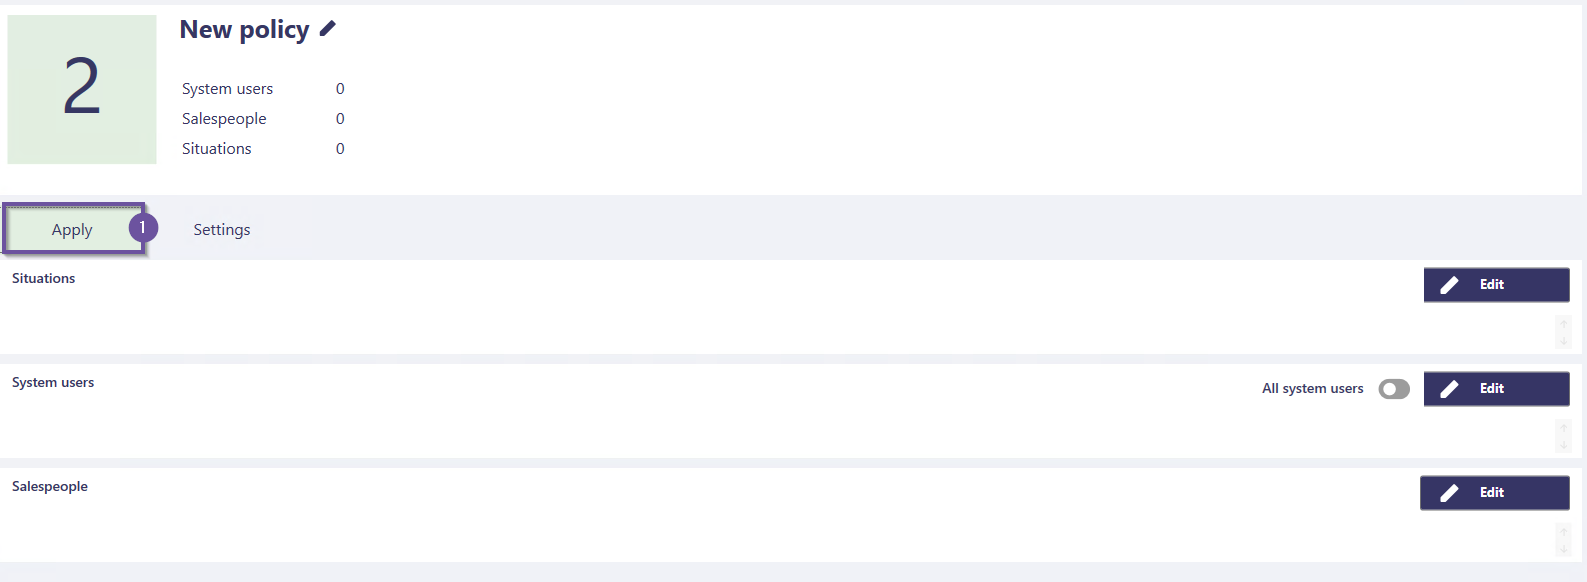 2
New policy
System users 0
Salespeople 0
Situations 0
Apply 1 Settings
Situations Edit
System users All system users Edit
Salespeople Edit